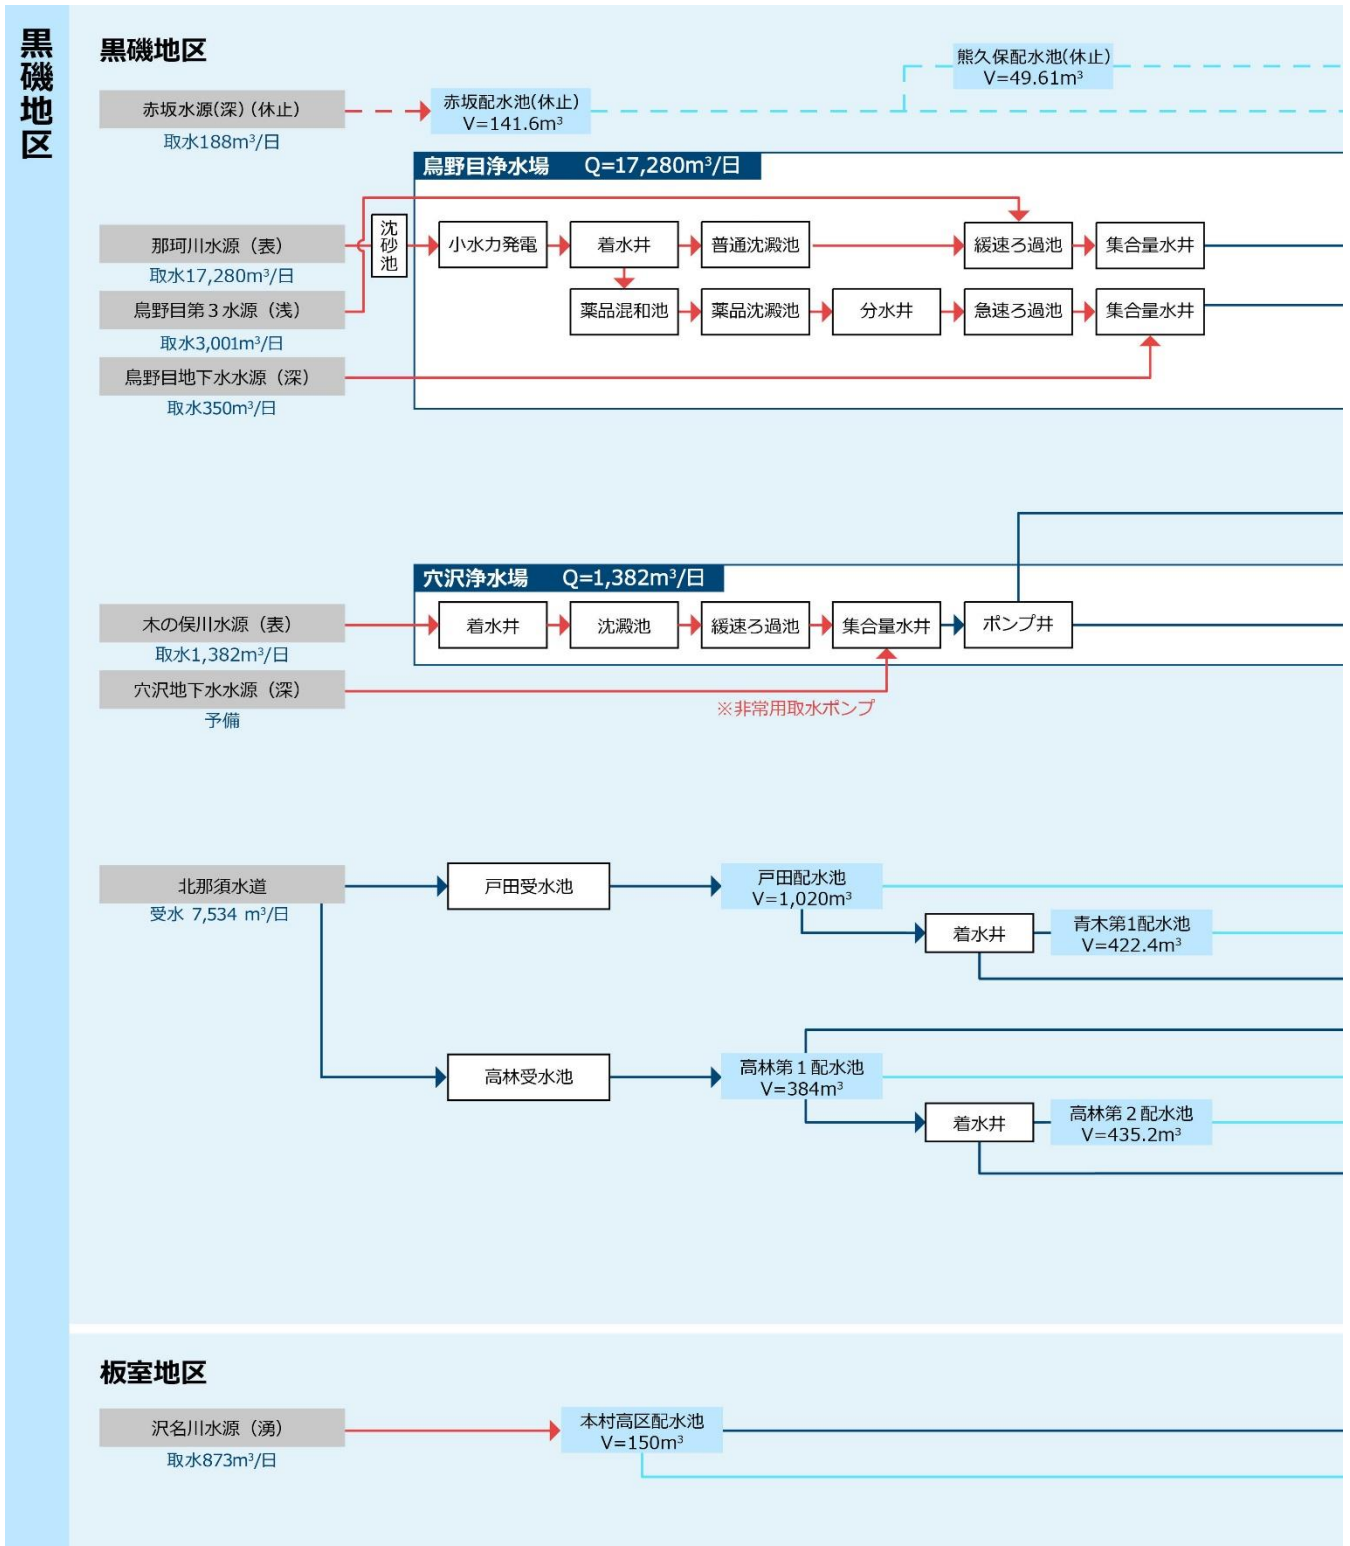 黒磯地区
黒磯地区
熊久保配水池(休止)
V=49.61m³
赤坂水源(深)(休止)
取水188m³/日
赤坂配水池(休止)
V=141.6m³
鳥野目浄水場 Q=17,280m³/日
那珂川水源(表)
取水17,280m³/日
沈砂池
小水力発電
着水井
普通沈澱池
緩速ろ過池
集合量水井
鳥野目第3水源(浅)
取水3,001m³/日
薬品混和池
薬品沈澱池
分水井
急速ろ過池
集合量水井
鳥野目地下水水源(深)
取水350m³/日
穴沢浄水場 Q=1,382m³/日
木の俣川水源(表)
取水1,382m³/日
着水井
沈澱池
緩速ろ過池
集合量水井
ポンプ井
穴沢地下水水源(深)
予備
※非常用取水ポンプ
北那須水道
受水 7,534 m³/日
戸田受水池
戸田配水池
V=1,020m³
着水井
青木第1配水池
V=422.4m³
高林受水池
高林第1配水池
V=384m³
着水井
高林第2配水池
V=435.2m³
板室地区
沢名川水源(湧)
取水873m³/日
本村高区配水池
V=150m³